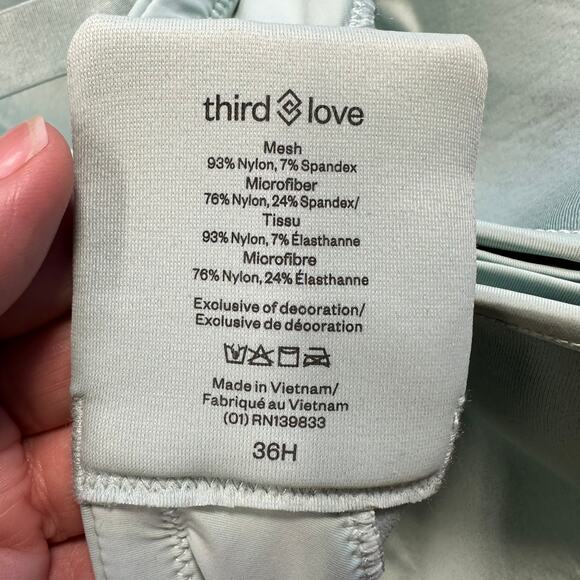 third love
Mesh
93% Nylon, 7% Spandex
Microfiber
76% Nylon, 24% Spandex/
Tissu
93% Nylon, 7% Élasthanne
Microfibre
76% Nylon, 24% Élasthanne
Exclusive of decoration/
Exclusive de décoration
Made in Vietnam/
Fabriqué au Vietnam
(01) RN139833
36H